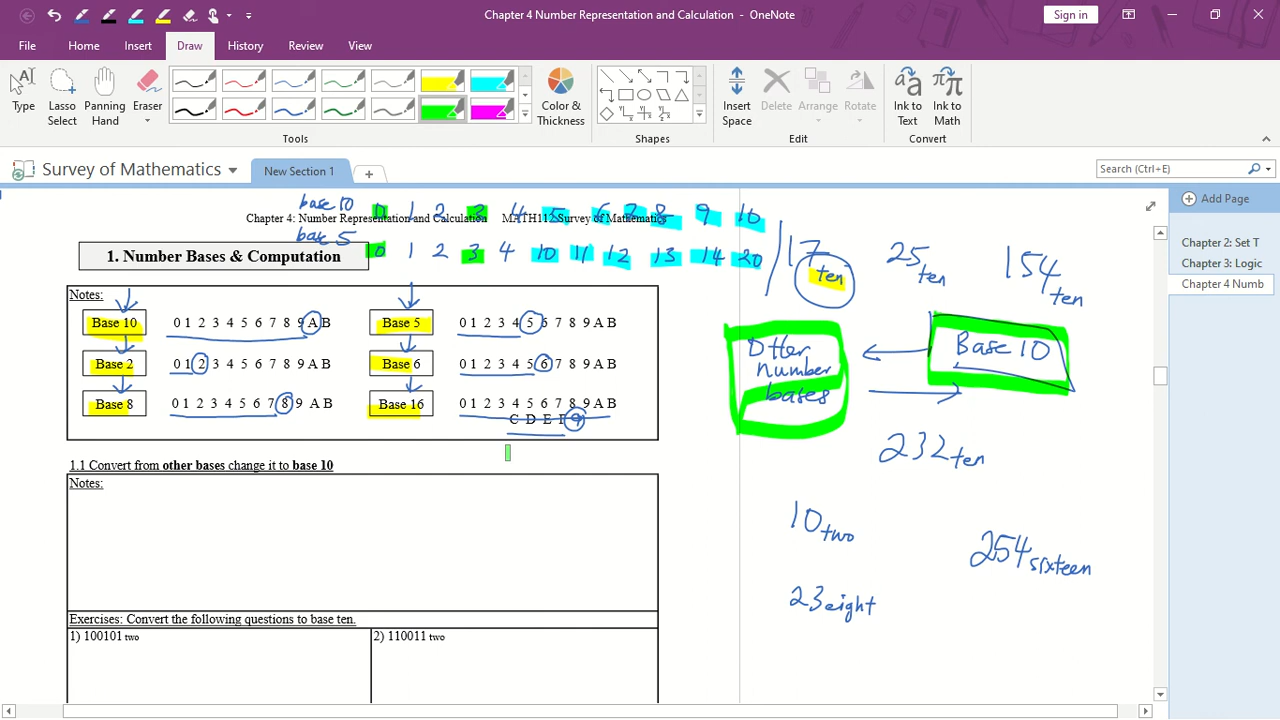 Chapter 4 Number Representation and Calculation - OneNote
Sign in
File Home Insert Draw History Review View
Type
Lasso Select
Panning Hand
Eraser
Color & Thickness
Insert Space
Delete
Arrange
Rotate
Ink to Text
Ink to Math
Tools
Shapes
Edit
Convert
Survey of Mathematics
New Section 1
Search (Ctrl+E)
Add Page
Chapter 2: Set T
Chapter 3: Logic
Chapter 4 Numb
base 10 0 1 2 3 4 5 6 7 8 9 10
Chapter 4: Number Representation and Calculation MATH112 Survey of Mathematics
base 5 0 1 2 3 4 10 11 12 13 14 20
1. Number Bases & Computation
Notes:
Base 10 0 1 2 3 4 5 6 7 8 9 A B
Base 5 0 1 2 3 4 5 6 7 8 9 A B
Base 2 0 1 2 3 4 5 6 7 8 9 A B
Base 6 0 1 2 3 4 5 6 7 8 9 A B
Base 8 0 1 2 3 4 5 6 7 8 9 A B
Base 16 0 1 2 3 4 5 6 7 8 9 A B
C D E F
1.1 Convert from other bases change it to base 10
Notes:
Exercises: Convert the following questions to base ten.
1) 100101 two
2) 110011 two
17 ten
25 ten
154 ten
Other number bases
Base 10
232 ten
10 two
254 sixteen
23 eight